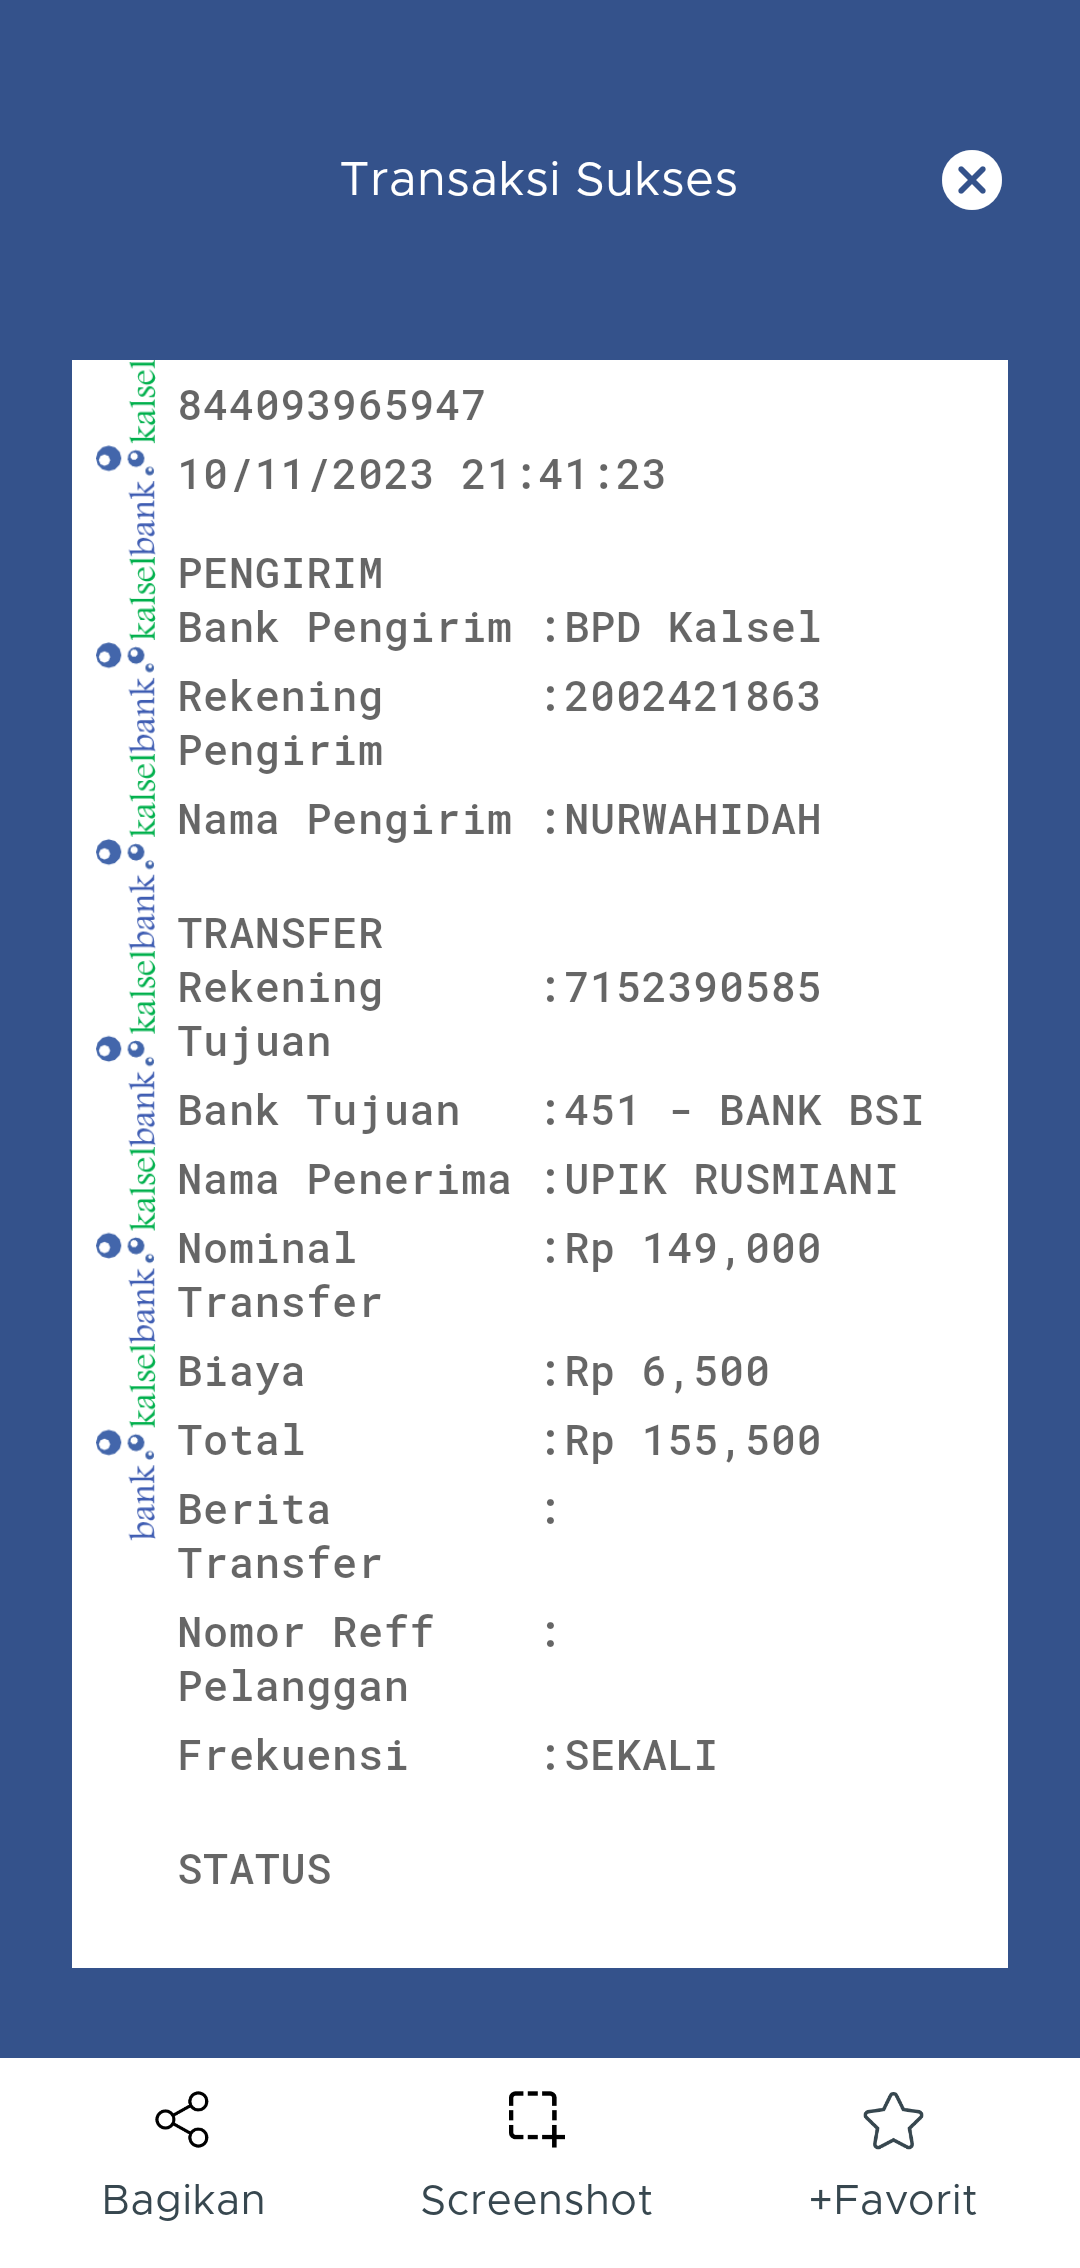 Transaksi Sukses
844093965947
10/11/2023 21:41:23
PENGIRIM
Bank Pengirim :BPD Kalsel
Rekening Pengirim :2002421863
Nama Pengirim :NURWAHIDAH
TRANSFER
Rekening Tujuan :7152390585
Bank Tujuan :451 - BANK BSI
Nama Penerima :UPIK RUSMIANI
Nominal Transfer :Rp 149,000
Biaya :Rp 6,500
Total :Rp 155,500
Berita Transfer :
Nomor Reff Pelanggan :
Frekuensi :SEKALI
STATUS
kalsel
kalselbank
kalselbank
kalselbank
kalselbank
kalselbank
bank
Bagikan
Screenshot
+Favorit